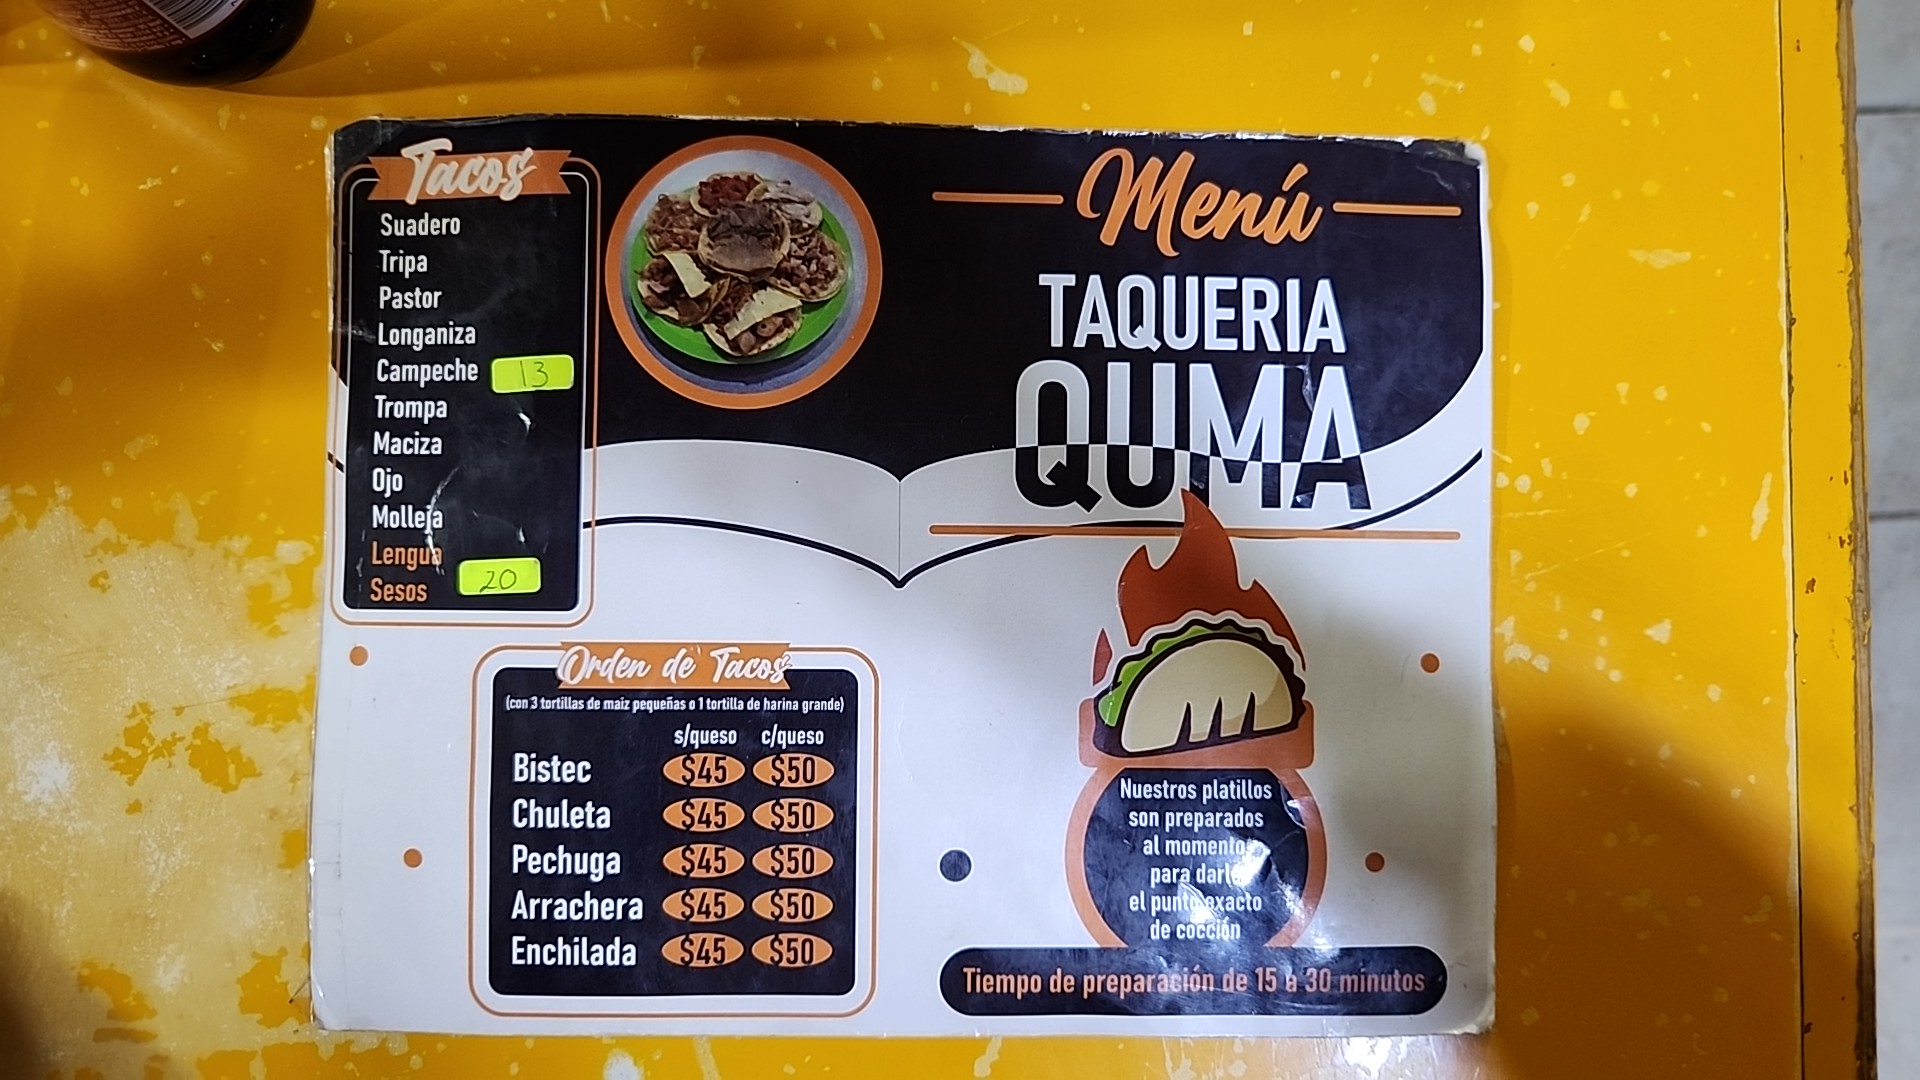 Tacos
Suadero
Tripa
Pastor
Longaniza
Campeche 13
Trompa
Maciza
Ojo
Molleja
Lengua
Sesos 20
Menú
TAQUERIA
QUMA
Orden de Tacos
(con 3 tortillas de maiz pequeñas o 1 tortilla de harina grande)
s/queso c/queso
Bistec $45 $50
Chuleta $45 $50
Pechuga $45 $50
Arrachera $45 $50
Enchilada $45 $50
Nuestros platillos
son preparados
al momento
para darle
el punto exacto
de cocción
Tiempo de preparación de 15 a 30 minutos